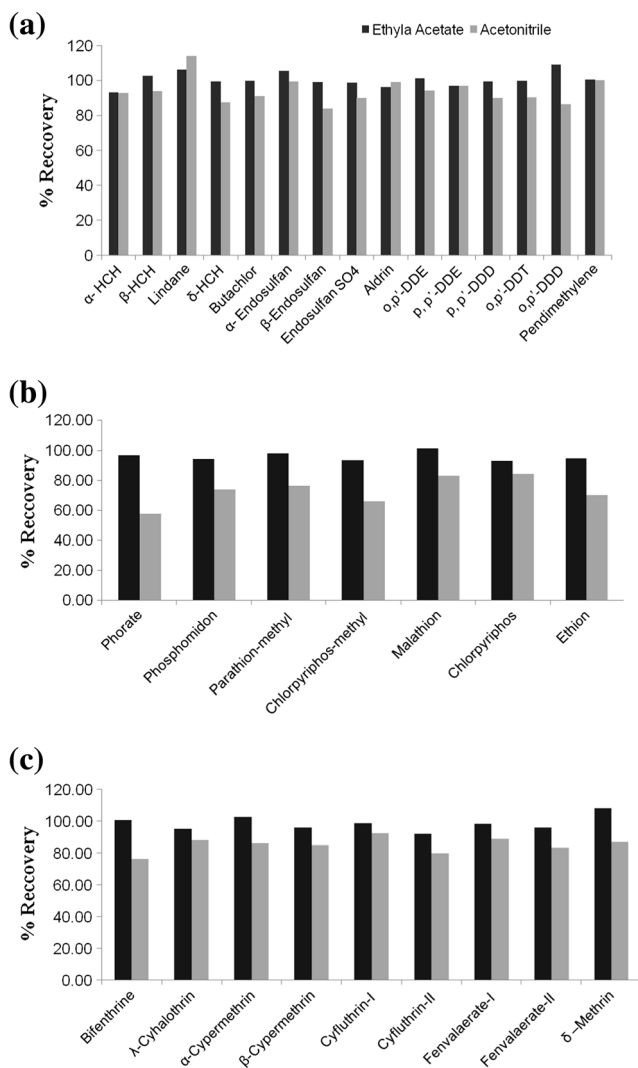 (a)
Ethyla Acetate Acetonitrile
% Reccovery
120
100
80
60
40
20
0
α- HCH
β-HCH
Lindane
δ-HCH
Butachlor
α- Endosulfan
β-Endosulfan
Endosulfan SO4
Aldrin
o,p'-DDE
p, p'-DDE
p, p'-DDD
o,p'-DDT
o,p'-DDD
Pendimethylene
(b)
% Reccovery
120.00
100.00
80.00
60.00
40.00
20.00
0.00
Phorate
Phosphomidon
Parathion-methyl
Chlorpyriphos-methyl
Malathion
Chlorpyriphos
Ethion
(c)
% Reccovery
120.00
100.00
80.00
60.00
40.00
20.00
0.00
Bifenthrine
λ-Cyhalothrin
α-Cypermethrin
β-Cypermethrin
Cyfluthrin-I
Cyfluthrin-II
Fenvalaerate-I
Fenvalaerate-II
δ –Methrin